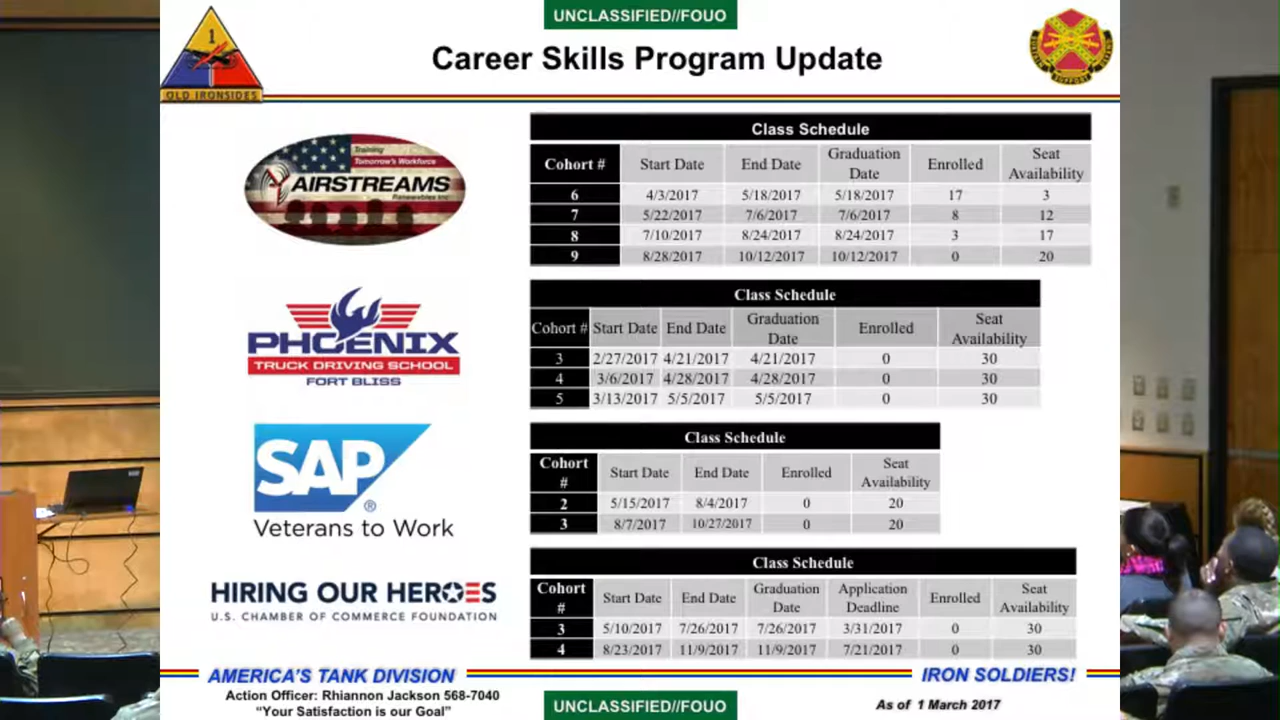 UNCLASSIFIED//FOUO
1
OLD IRONSIDES
Career Skills Program Update
Training
Tomorrow's Workforce
AIRSTREAMS
Renewables Inc
Class Schedule
Cohort # Start Date End Date Graduation Date Enrolled Seat Availability
6 4/3/2017 5/18/2017 5/18/2017 17 3
7 5/22/2017 7/6/2017 7/6/2017 8 12
8 7/10/2017 8/24/2017 8/24/2017 3 17
9 8/28/2017 10/12/2017 10/12/2017 0 20
PHOENIX
TRUCK DRIVING SCHOOL
FORT BLISS
Class Schedule
Cohort # Start Date End Date Graduation Date Enrolled Seat Availability
3 2/27/2017 4/21/2017 4/21/2017 0 30
4 3/6/2017 4/28/2017 4/28/2017 0 30
5 3/13/2017 5/5/2017 5/5/2017 0 30
SAP ®
Veterans to Work
Class Schedule
Cohort # Start Date End Date Enrolled Seat Availability
2 5/15/2017 8/4/2017 0 20
3 8/7/2017 10/27/2017 0 20
HIRING OUR HEROES
U.S. CHAMBER OF COMMERCE FOUNDATION
Class Schedule
Cohort # Start Date End Date Graduation Date Application Deadline Enrolled Seat Availability
3 5/10/2017 7/26/2017 7/26/2017 3/31/2017 0 30
4 8/23/2017 11/9/2017 11/9/2017 7/21/2017 0 30
AMERICA'S TANK DIVISION
IRON SOLDIERS!
Action Officer: Rhiannon Jackson 568-7040
"Your Satisfaction is our Goal"
UNCLASSIFIED//FOUO
As of 1 March 2017